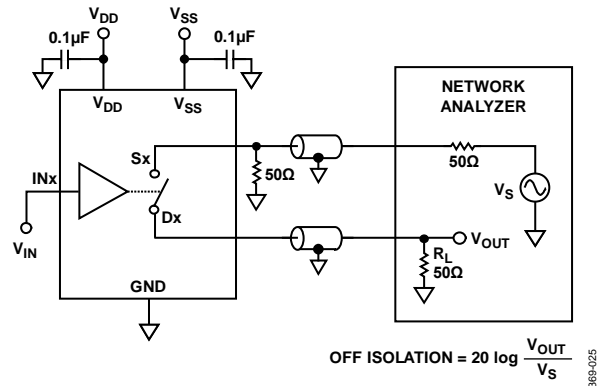 VDD
VSS
0.1µF
0.1µF
VDD
VSS
NETWORK
ANALYZER
Sx
50Ω
50Ω
INx
VS
Dx
VOUT
VIN
RL
50Ω
GND
OFF ISOLATION = 20 log VOUT
VS
369-025